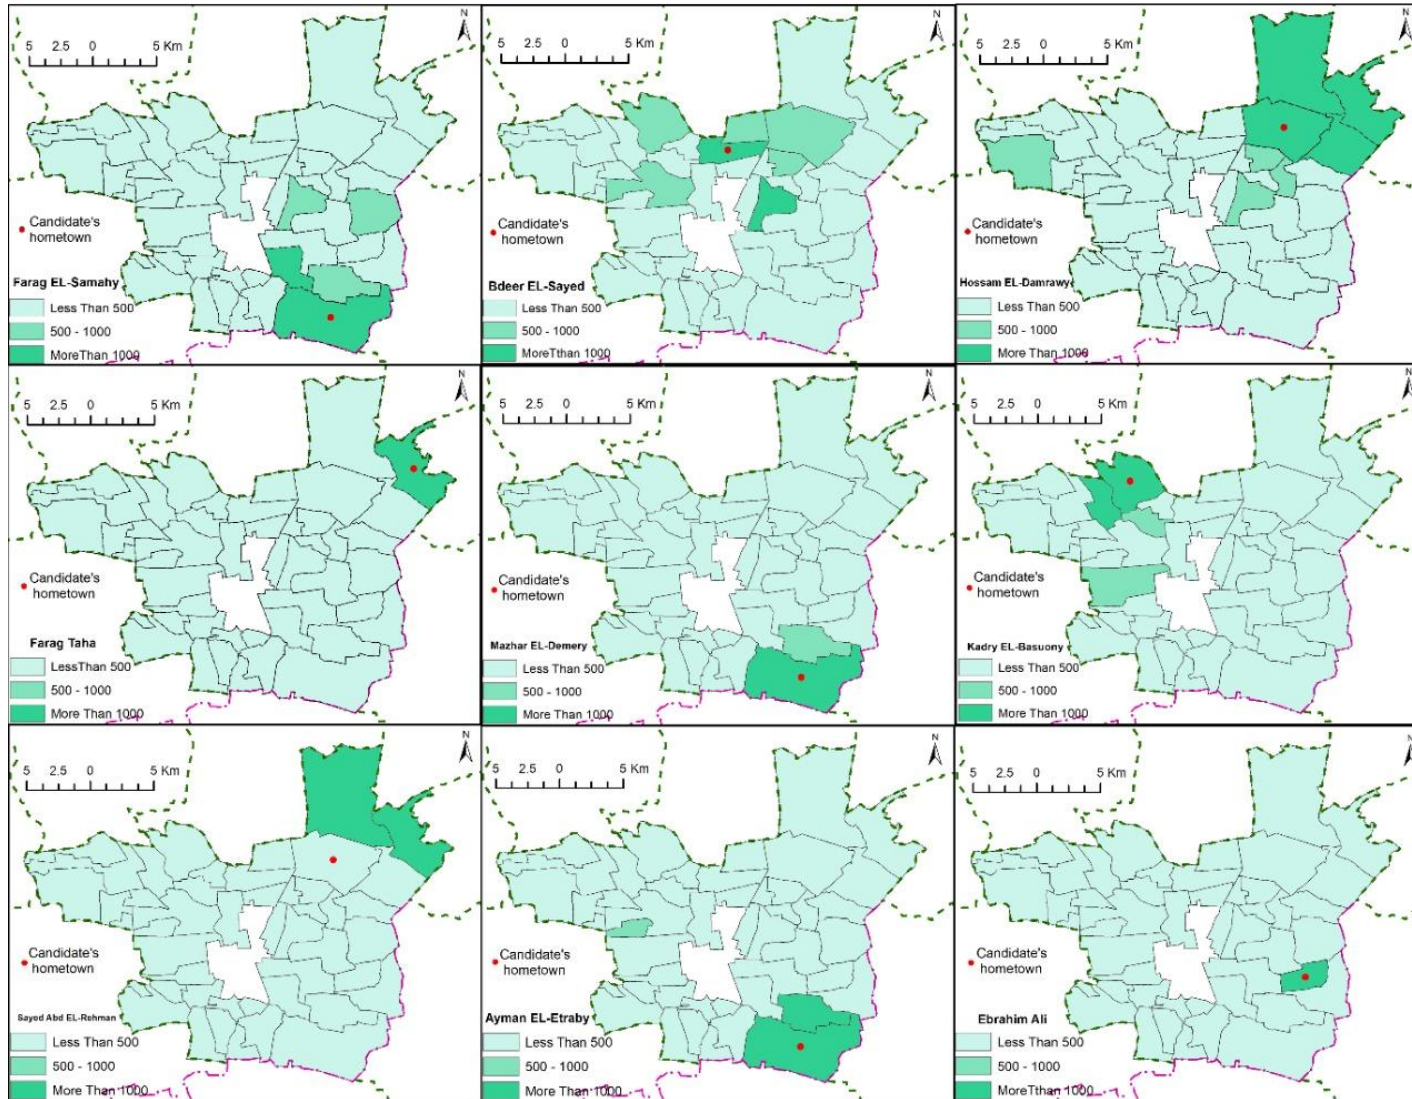 N
5 2.5 0 5 Km
Candidate's
hometown
Farag EL-Samahy
Less Than 500
500 - 1000
MoreThan 1000
N
5 2.5 0 5 Km
Candidate's
hometown
Bdeer EL-Sayed
Less Than 500
500 - 1000
MoreTthan 1000
N
5 2.5 0 5 Km
Candidate's
hometown
Hossam EL-Damrawy
Less Than 500
500 - 1000
More Than 1000
N
5 2.5 0 5 Km
Candidate's
hometown
Farag Taha
LessThan 500
500 - 1000
More Than 1000
N
5 2.5 0 5 Km
Candidate's
hometown
Mazhar EL-Demery
Less Than 500
500 - 1000
More Than 1000
N
5 2.5 0 5 Km
Candidate's
hometown
Kadry EL-Basuony
Less Than 500
500 - 1000
More Than 1000
N
5 2.5 0 5 Km
Candidate's
hometown
Sayed Abd EL-Rehman
Less Than 500
500 - 1000
More Than 1000
N
5 2.5 0 5 Km
Candidate's
hometown
Ayman EL-Etraby
Less Than 500
500 - 1000
More Than 1000
N
5 2.5 0 5 Km
Candidate's
hometown
Ebrahim Ali
Less Than 500
500 - 1000
MoreTthan 1000